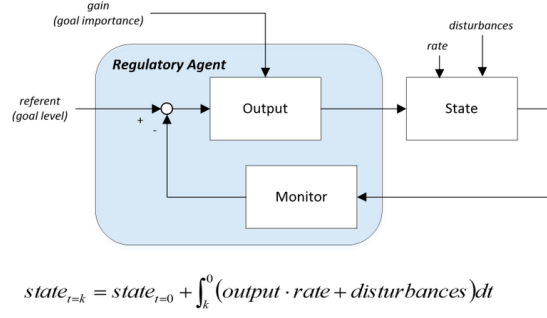 gain
(goal importance)
disturbances
rate
Regulatory Agent
referent
(goal level)
+
-
Output
State
Monitor
state_{t=k} = state_{t=0} + ∫_k^0 (output · rate + disturbances)dt